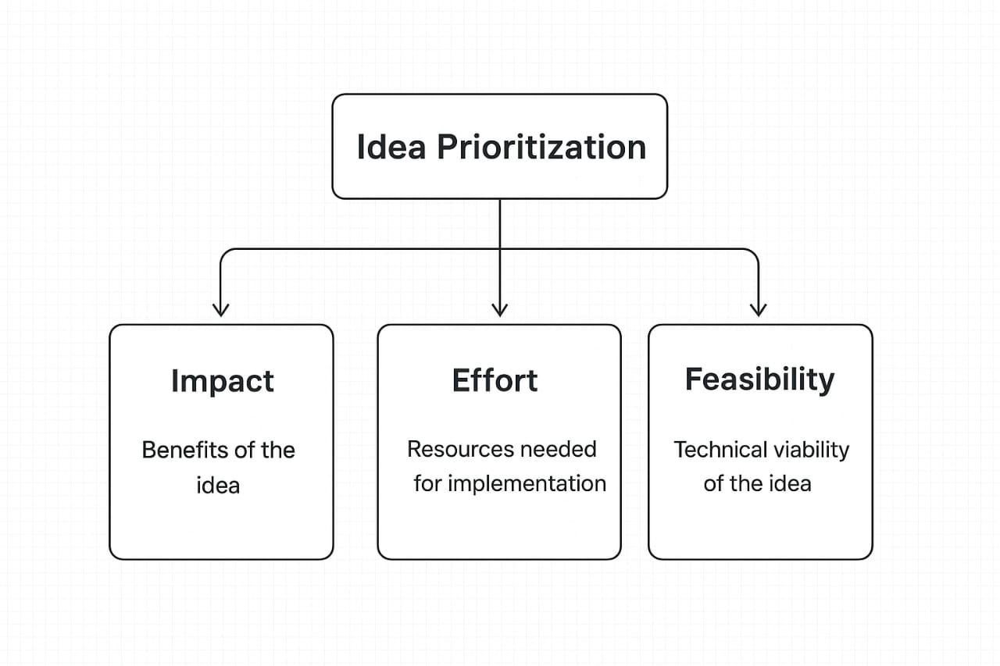 Idea Prioritization
Impact
Benefits of the
idea
Effort
Resources needed
for implementation
Feasibility
Technical viability
of the idea